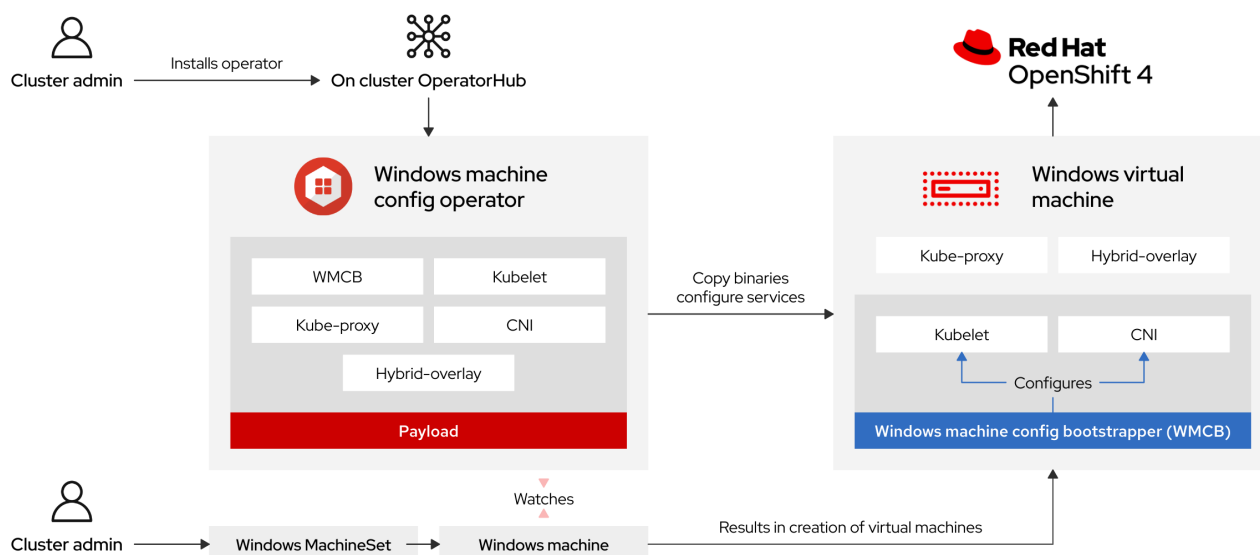 Cluster admin
Installs operator
On cluster OperatorHub
Red Hat
OpenShift 4
Windows machine
config operator
WMCB
Kubelet
Kube-proxy
CNI
Hybrid-overlay
Payload
Copy binaries
configure services
Windows virtual
machine
Kube-proxy
Hybrid-overlay
Kubelet
CNI
Configures
Windows machine config bootstrapper (WMCB)
Watches
Cluster admin
Windows MachineSet
Windows machine
Results in creation of virtual machines